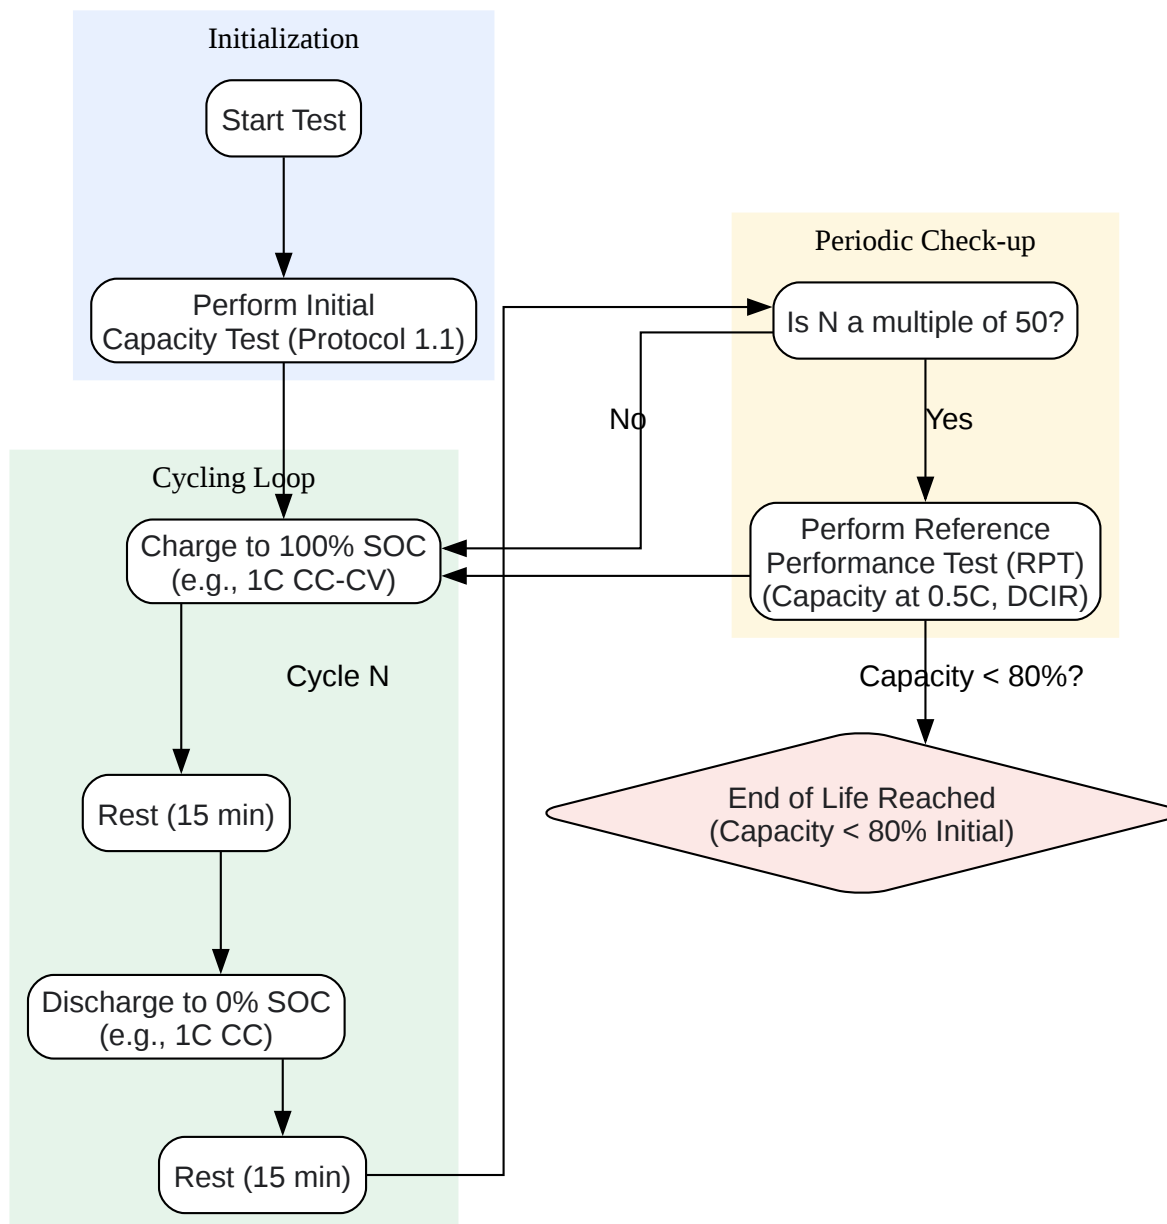 Initialization
Start Test
Perform Initial
Capacity Test (Protocol 1.1)
Periodic Check-up
Is N a multiple of 50?
No
Yes
Cycling Loop
Charge to 100% SOC
(e.g., 1C CC-CV)
Perform Reference
Performance Test (RPT)
(Capacity at 0.5C, DCIR)
Cycle N
Capacity < 80%?
Rest (15 min)
End of Life Reached
(Capacity < 80% Initial)
Discharge to 0% SOC
(e.g., 1C CC)
Rest (15 min)